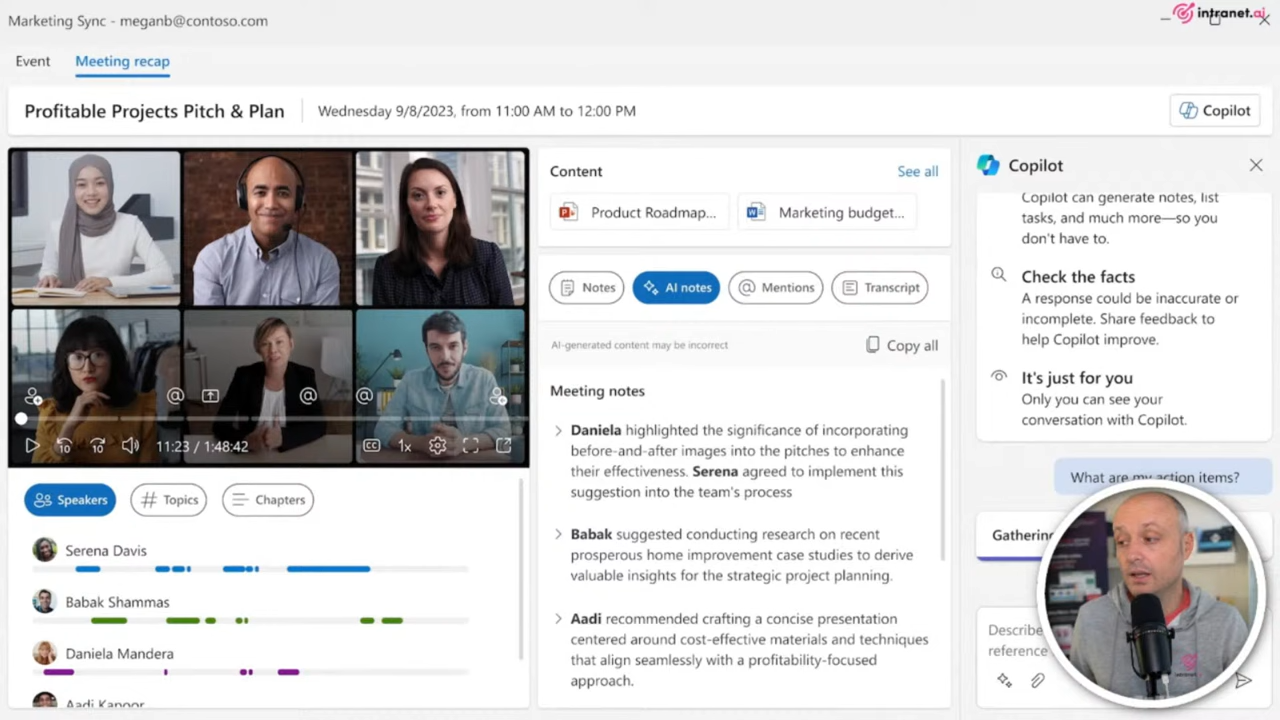 Marketing Sync - meganb@contoso.com
intranet.ai
Event
Meeting recap
Profitable Projects Pitch & Plan
Wednesday 9/8/2023, from 11:00 AM to 12:00 PM
Copilot
11:23 / 1:48:42
10
10
CC
1x
Speakers
Topics
Chapters
Serena Davis
Babak Shammas
Daniela Mandera
Aadi Kapoor
Content
See all
Product Roadmap...
Marketing budget...
Notes
AI notes
Mentions
Transcript
AI-generated content may be incorrect
Copy all
Meeting notes
Daniela highlighted the significance of incorporating
before-and-after images into the pitches to enhance
their effectiveness. Serena agreed to implement this
suggestion into the team's process
Babak suggested conducting research on recent
prosperous home improvement case studies to derive
valuable insights for the strategic project planning.
Aadi recommended crafting a concise presentation
centered around cost-effective materials and techniques
that align seamlessly with a profitability-focused
approach.
Copilot
Copilot can generate notes, list
tasks, and much more—so you
don't have to.
Check the facts
A response could be inaccurate or
incomplete. Share feedback to
help Copilot improve.
It's just for you
Only you can see your
conversation with Copilot.
What are my action items?
Gathering
Describe
reference